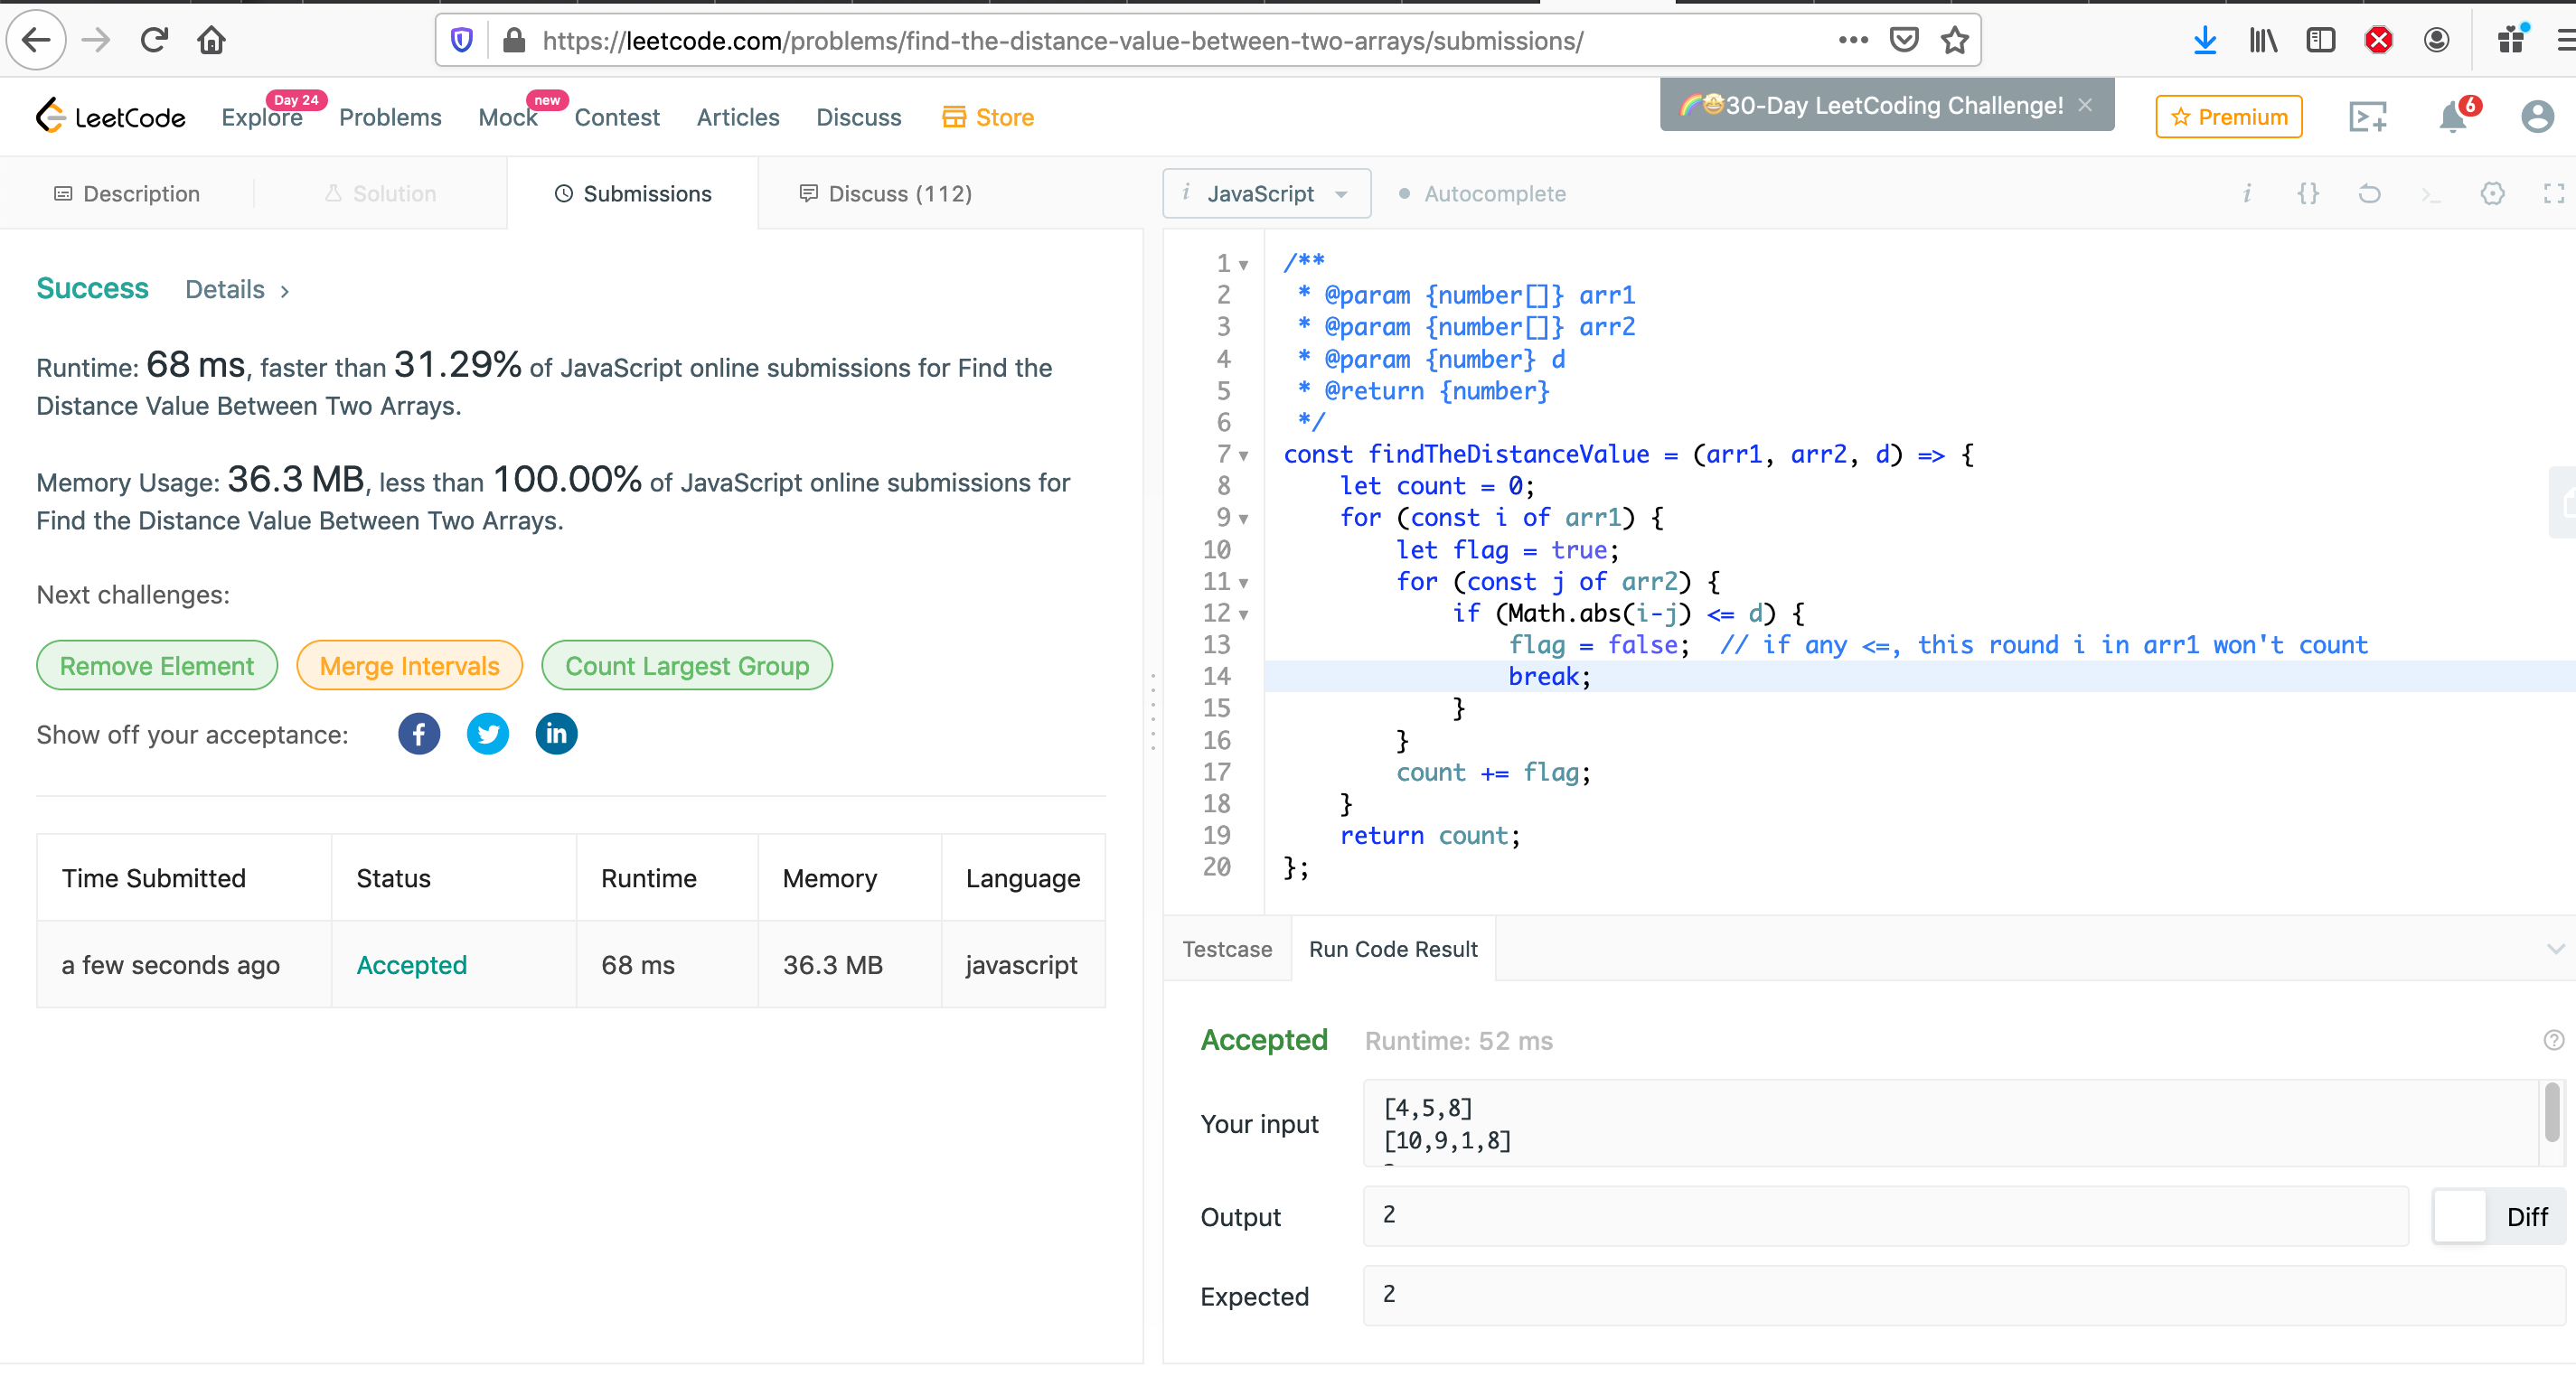 https://leetcode.com/problems/find-the-distance-value-between-two-arrays/submissions/
LeetCode
Explore
Day 24
Problems
Mock
new
Contest
Articles
Discuss
Store
🌈🤩30-Day LeetCoding Challenge! ×
Premium
6
Description
Solution
Submissions
Discuss (112)
i JavaScript
Autocomplete
Success
Details >
Runtime: 68 ms, faster than 31.29% of JavaScript online submissions for Find the
Distance Value Between Two Arrays.
Memory Usage: 36.3 MB, less than 100.00% of JavaScript online submissions for
Find the Distance Value Between Two Arrays.
Next challenges:
Remove Element
Merge Intervals
Count Largest Group
Show off your acceptance:
Time Submitted Status Runtime Memory Language
a few seconds ago Accepted 68 ms 36.3 MB javascript
1 /**
2  * @param {number[]} arr1
3  * @param {number[]} arr2
4  * @param {number} d
5  * @return {number}
6  */
7 const findTheDistanceValue = (arr1, arr2, d) => {
8     let count = 0;
9     for (const i of arr1) {
10         let flag = true;
11         for (const j of arr2) {
12             if (Math.abs(i-j) <= d) {
13                 flag = false;  // if any <=, this round i in arr1 won't count
14                 break;
15             }
16         }
17         count += flag;
18     }
19     return count;
20 };
Testcase
Run Code Result
Accepted
Runtime: 52 ms
Your input
[4,5,8]
[10,9,1,8]
Output
2
Diff
Expected
2